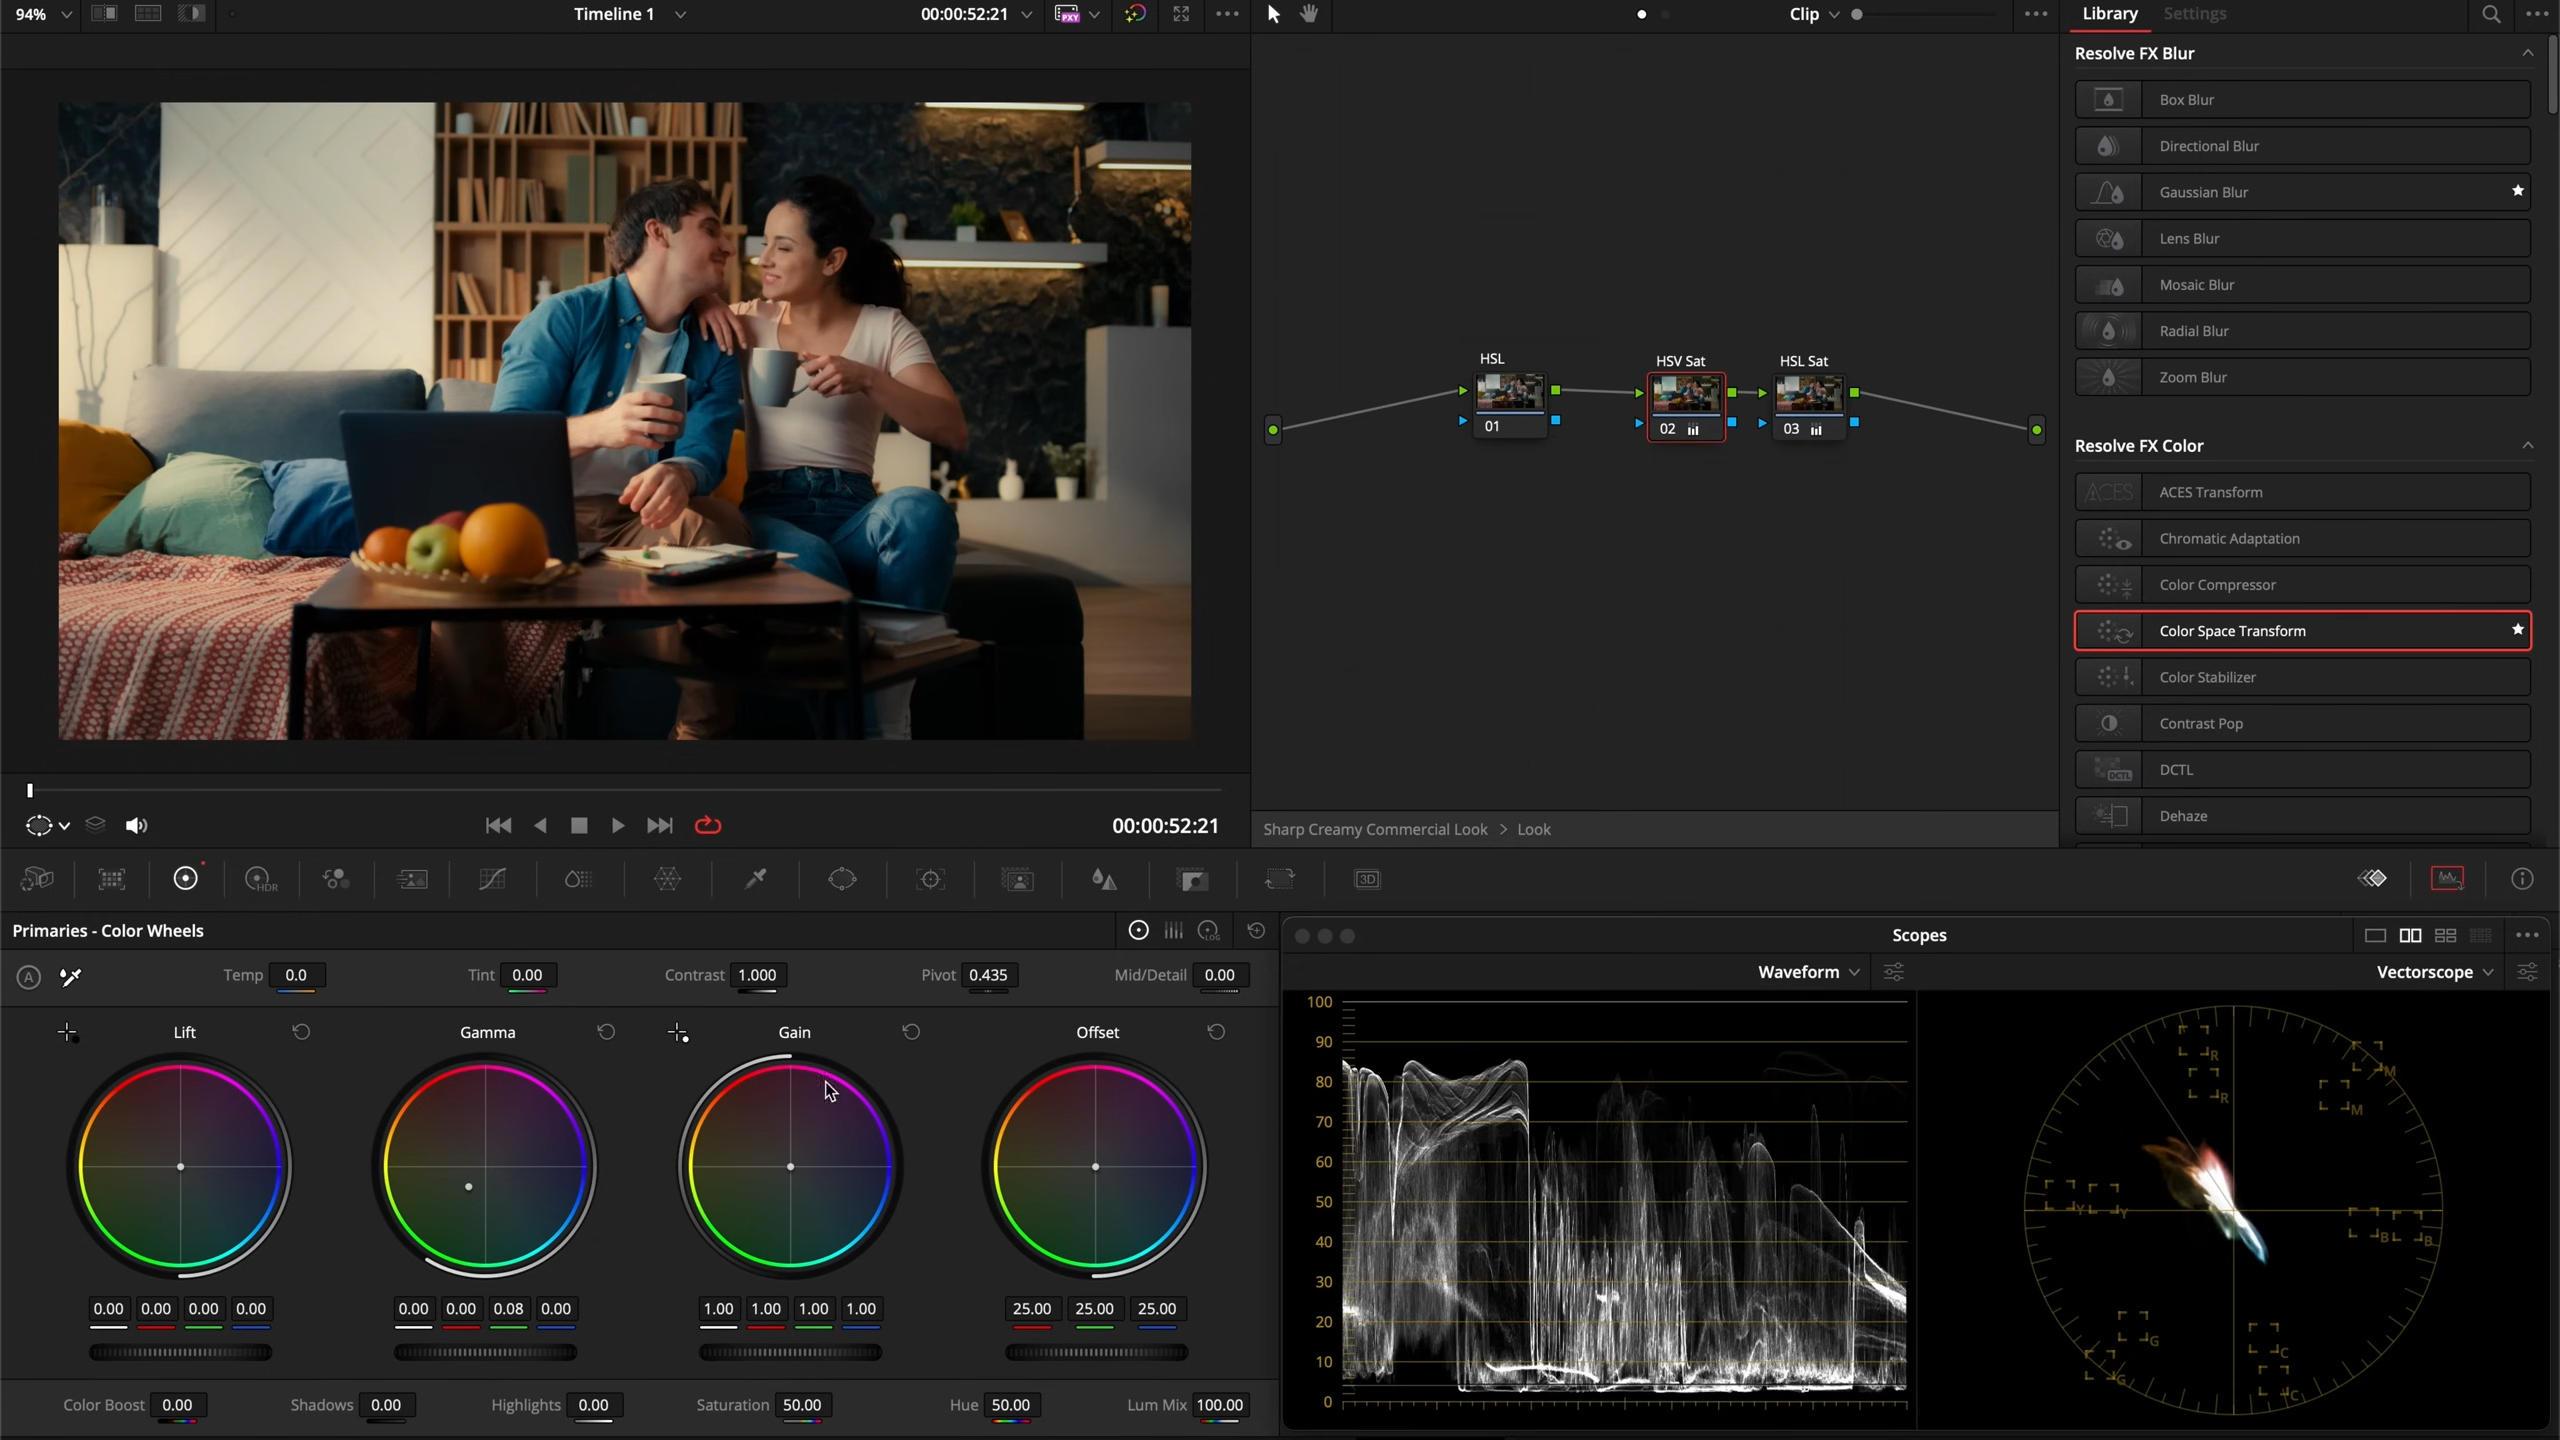 94%
Timeline 1
00:00:52:21
PXY
Clip
Library
Settings
Resolve FX Blur
Box Blur
Directional Blur
Gaussian Blur
Lens Blur
Mosaic Blur
Radial Blur
Zoom Blur
Resolve FX Color
ACES
ACES Transform
Chromatic Adaptation
Color Compressor
Color Space Transform
Color Stabilizer
Contrast Pop
DCTL
DCTL
Dehaze
HSL
01
HSV Sat
02
HSL Sat
03
00:00:52:21
Sharp Creamy Commercial Look > Look
HDR
3D
Primaries - Color Wheels
LOG
A
Temp 0.0
Tint 0.00
Contrast 1.000
Pivot 0.435
Mid/Detail 0.00
Lift
Gamma
Gain
Offset
0.00 0.00 0.00 0.00
0.00 0.00 0.08 0.00
1.00 1.00 1.00 1.00
25.00 25.00 25.00
Color Boost 0.00
Shadows 0.00
Highlights 0.00
Saturation 50.00
Hue 50.00
Lum Mix 100.00
Scopes
Waveform
Vectorscope
100
90
80
70
60
50
40
30
20
10
0
R
R
M
M
Y
Y
B
B
G
G
C
C